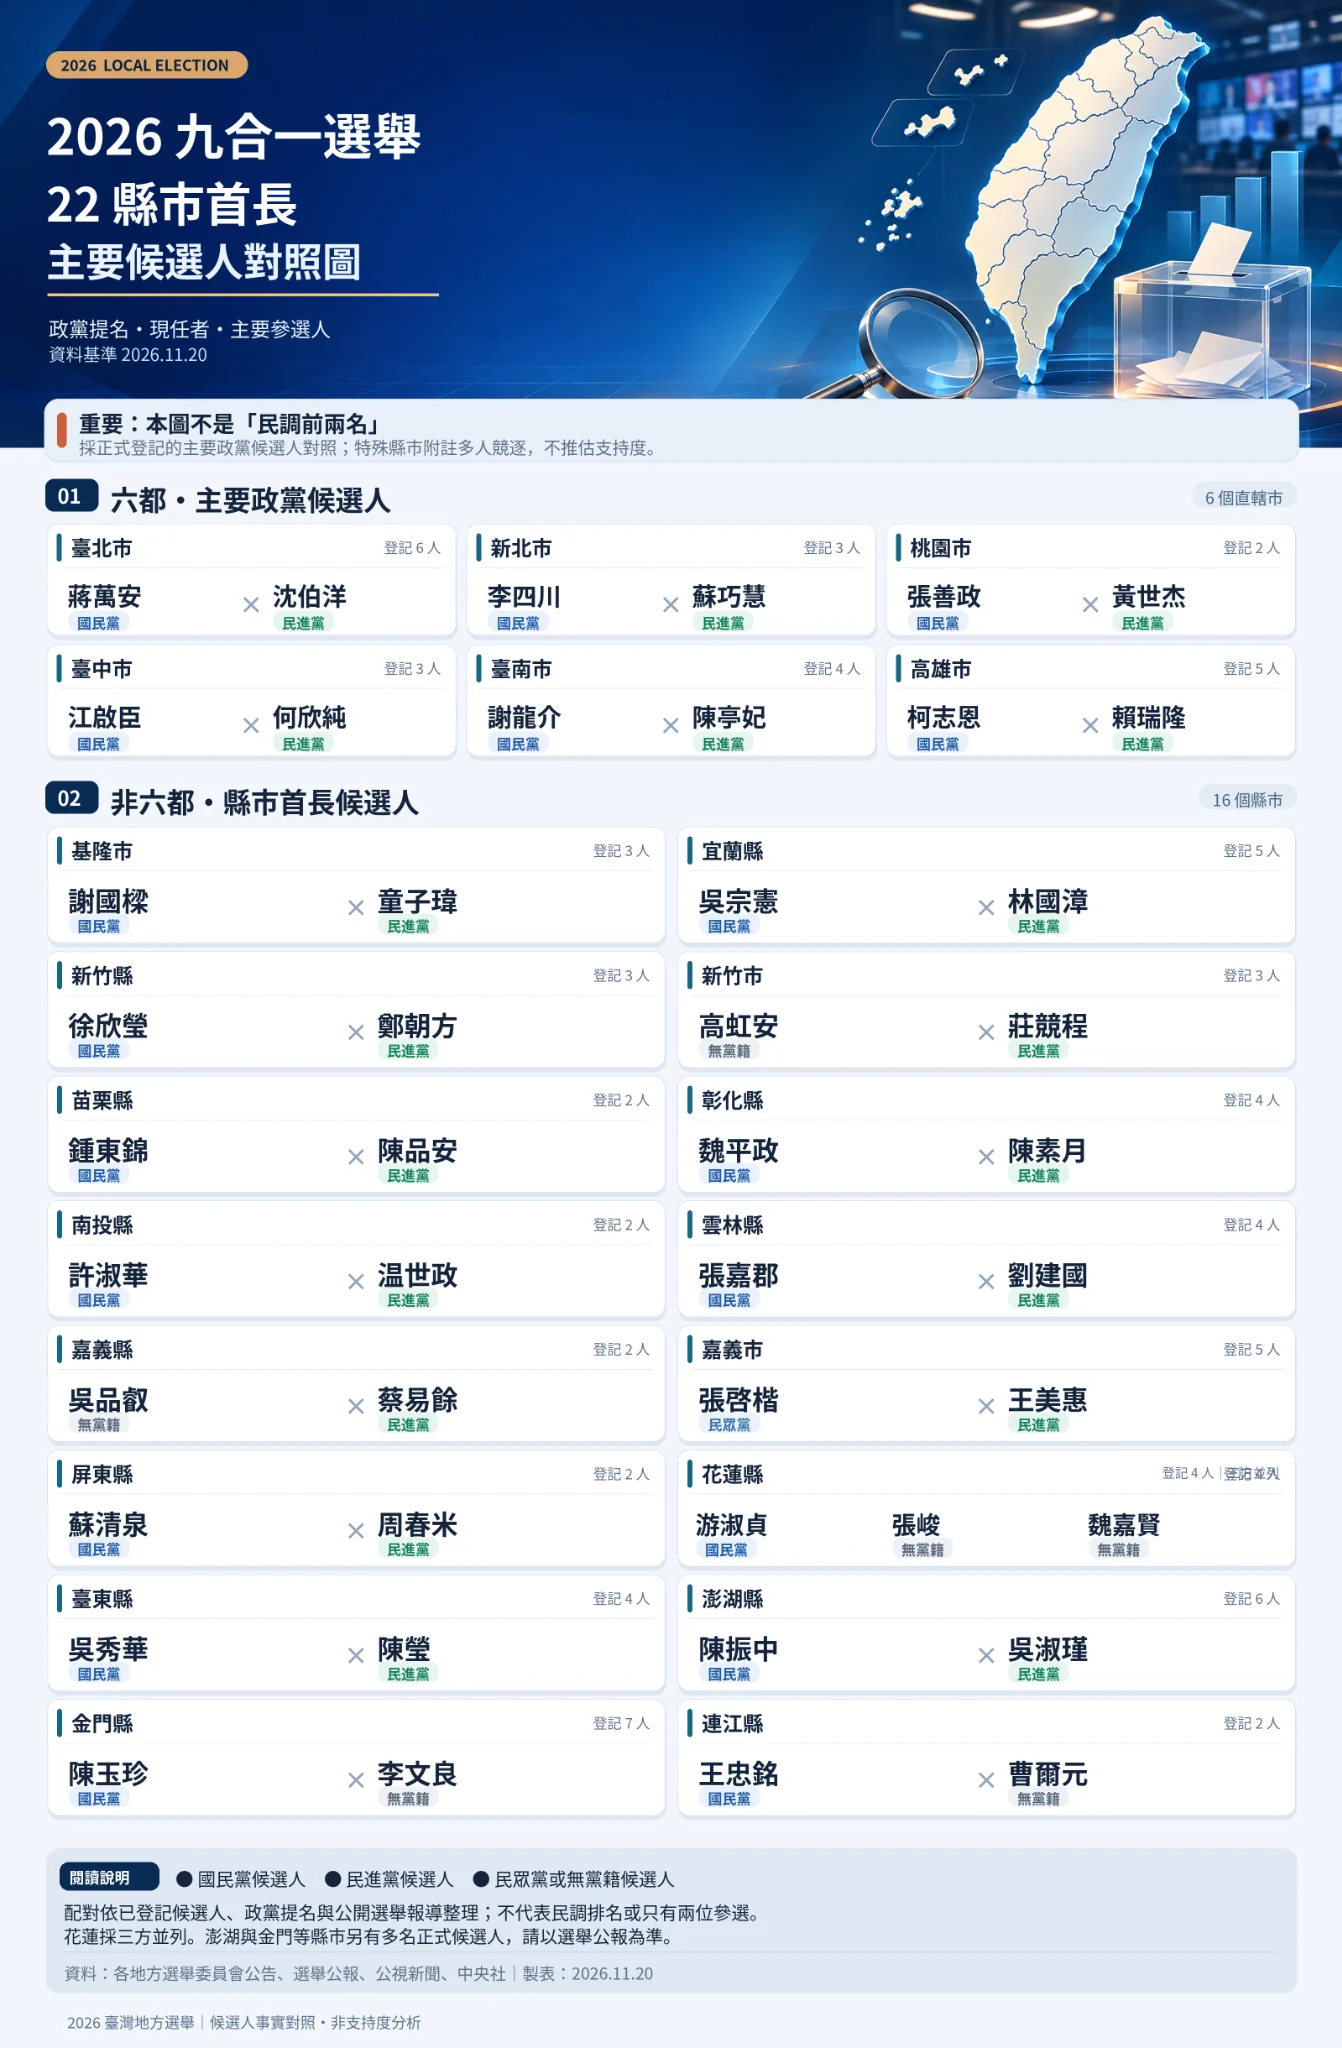 2026 LOCAL ELECTION
2026 九合一選舉
22 縣市首長
主要候選人對照圖
政黨提名・現任者・主要參選人
資料基準 2026.11.20
重要：本圖不是「民調前兩名」
採正式登記的主要政黨候選人對照；特殊縣市附註多人競逐，不推估支持度。
01 六都・主要政黨候選人 6 個直轄市
臺北市 登記 6 人
蔣萬安 × 沈伯洋
國民黨 民進黨
新北市 登記 3 人
李四川 × 蘇巧慧
國民黨 民進黨
桃園市 登記 2 人
張善政 × 黃世杰
國民黨 民進黨
臺中市 登記 3 人
江啟臣 × 何欣純
國民黨 民進黨
臺南市 登記 4 人
謝龍介 × 陳亭妃
國民黨 民進黨
高雄市 登記 5 人
柯志恩 × 賴瑞隆
國民黨 民進黨
02 非六都・縣市首長候選人 16 個縣市
基隆市 登記 3 人
謝國樑 × 童子瑋
國民黨 民進黨
宜蘭縣 登記 5 人
吳宗憲 × 林國漳
國民黨 民進黨
新竹縣 登記 3 人
徐欣瑩 × 鄭朝方
國民黨 民進黨
新竹市 登記 3 人
高虹安 × 莊競程
無黨籍 民進黨
苗栗縣 登記 2 人
鍾東錦 × 陳品安
國民黨 民進黨
彰化縣 登記 4 人
魏平政 × 陳素月
國民黨 民進黨
南投縣 登記 2 人
許淑華 × 温世政
國民黨 民進黨
雲林縣 登記 4 人
張嘉郡 × 劉建國
國民黨 民進黨
嘉義縣 登記 2 人
吳品叡 × 蔡易餘
無黨籍 民進黨
嘉義市 登記 5 人
張啓楷 × 王美惠
民眾黨 民進黨
屏東縣 登記 2 人
蘇清泉 × 周春米
國民黨 民進黨
花蓮縣 登記 4 人｜
游淑貞 張峻 魏嘉賢
國民黨 無黨籍 無黨籍
臺東縣 登記 4 人
吳秀華 × 陳瑩
國民黨 民進黨
澎湖縣 登記 6 人
陳振中 × 吳淑瑾
國民黨 民進黨
金門縣 登記 7 人
陳玉珍 × 李文良
國民黨 無黨籍
連江縣 登記 2 人
王忠銘 × 曹爾元
國民黨 無黨籍
閱讀說明 ● 國民黨候選人 ● 民進黨候選人 ● 民眾黨或無黨籍候選人
配對依已登記候選人、政黨提名與公開選舉報導整理；不代表民調排名或只有兩位參選。
花蓮採三方並列。澎湖與金門等縣市另有多名正式候選人，請以選舉公報為準。
資料：各地方選舉委員會公告、選舉公報、公視新聞、中央社｜製表：2026.11.20
2026 臺灣地方選舉｜候選人事實對照・非支持度分析